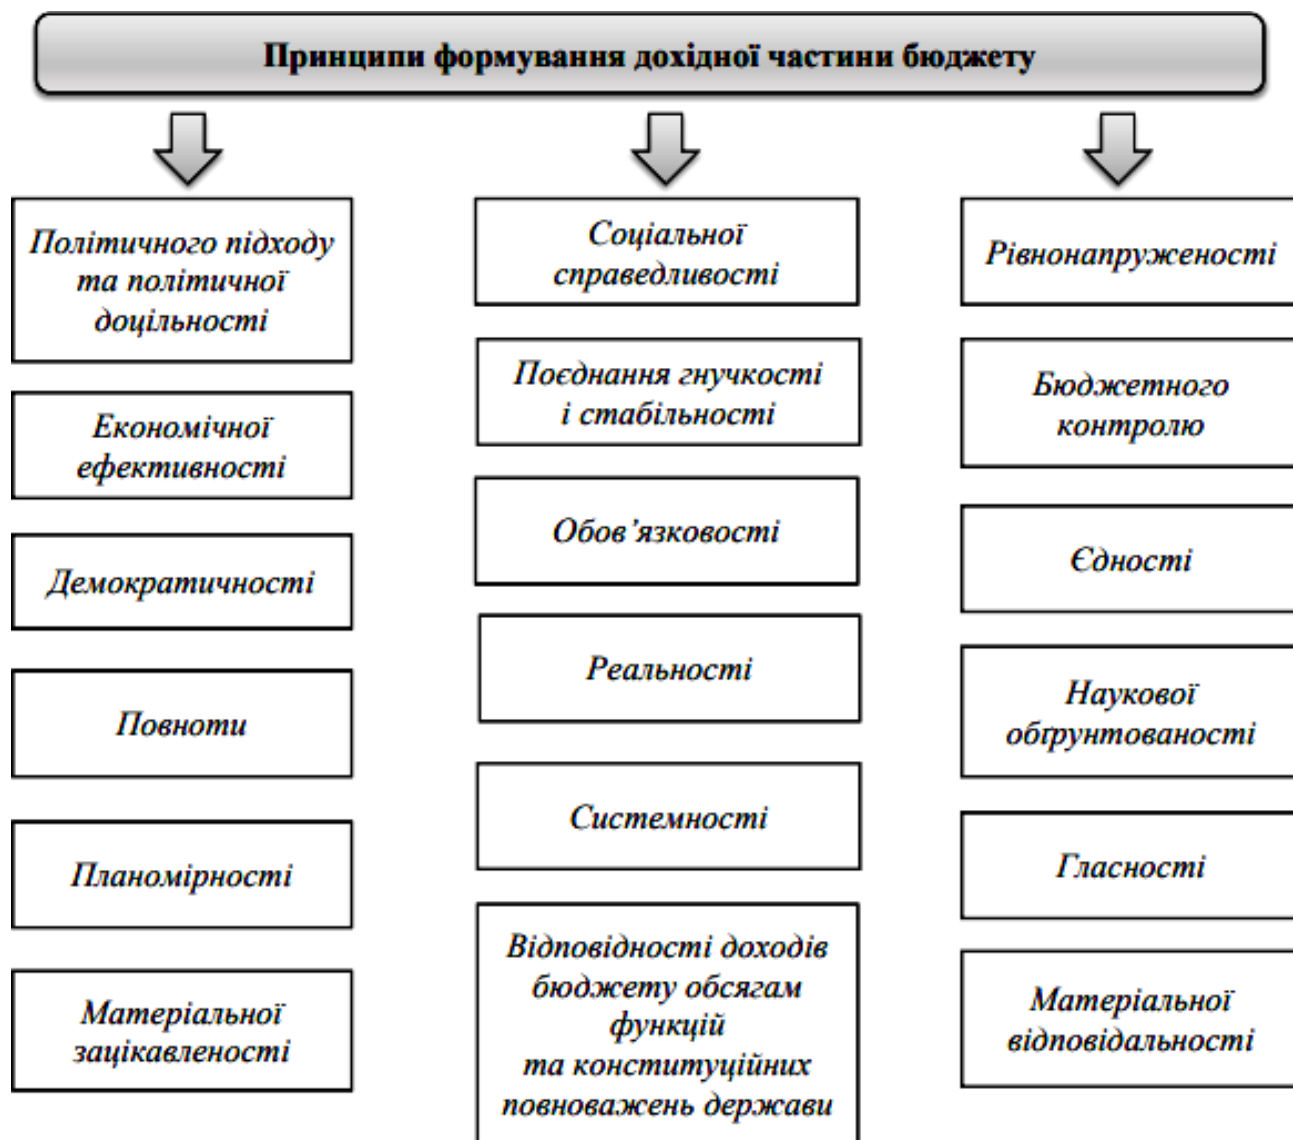 Принципи формування дохідної частини бюджету
Політичного підходу
та політичної
доцільності
Економічної
ефективності
Демократичності
Повноти
Планомірності
Матеріальної
зацікавленості
Соціальної
справедливості
Поєднання гнучкості
і стабільності
Обов’язковості
Реальності
Системності
Відповідності доходів
бюджету обсягам
функцій
та конституційних
повноважень держави
Рівнонапруженості
Бюджетного
контролю
Єдності
Наукової
обґрунтованості
Гласності
Матеріальної
відповідальності